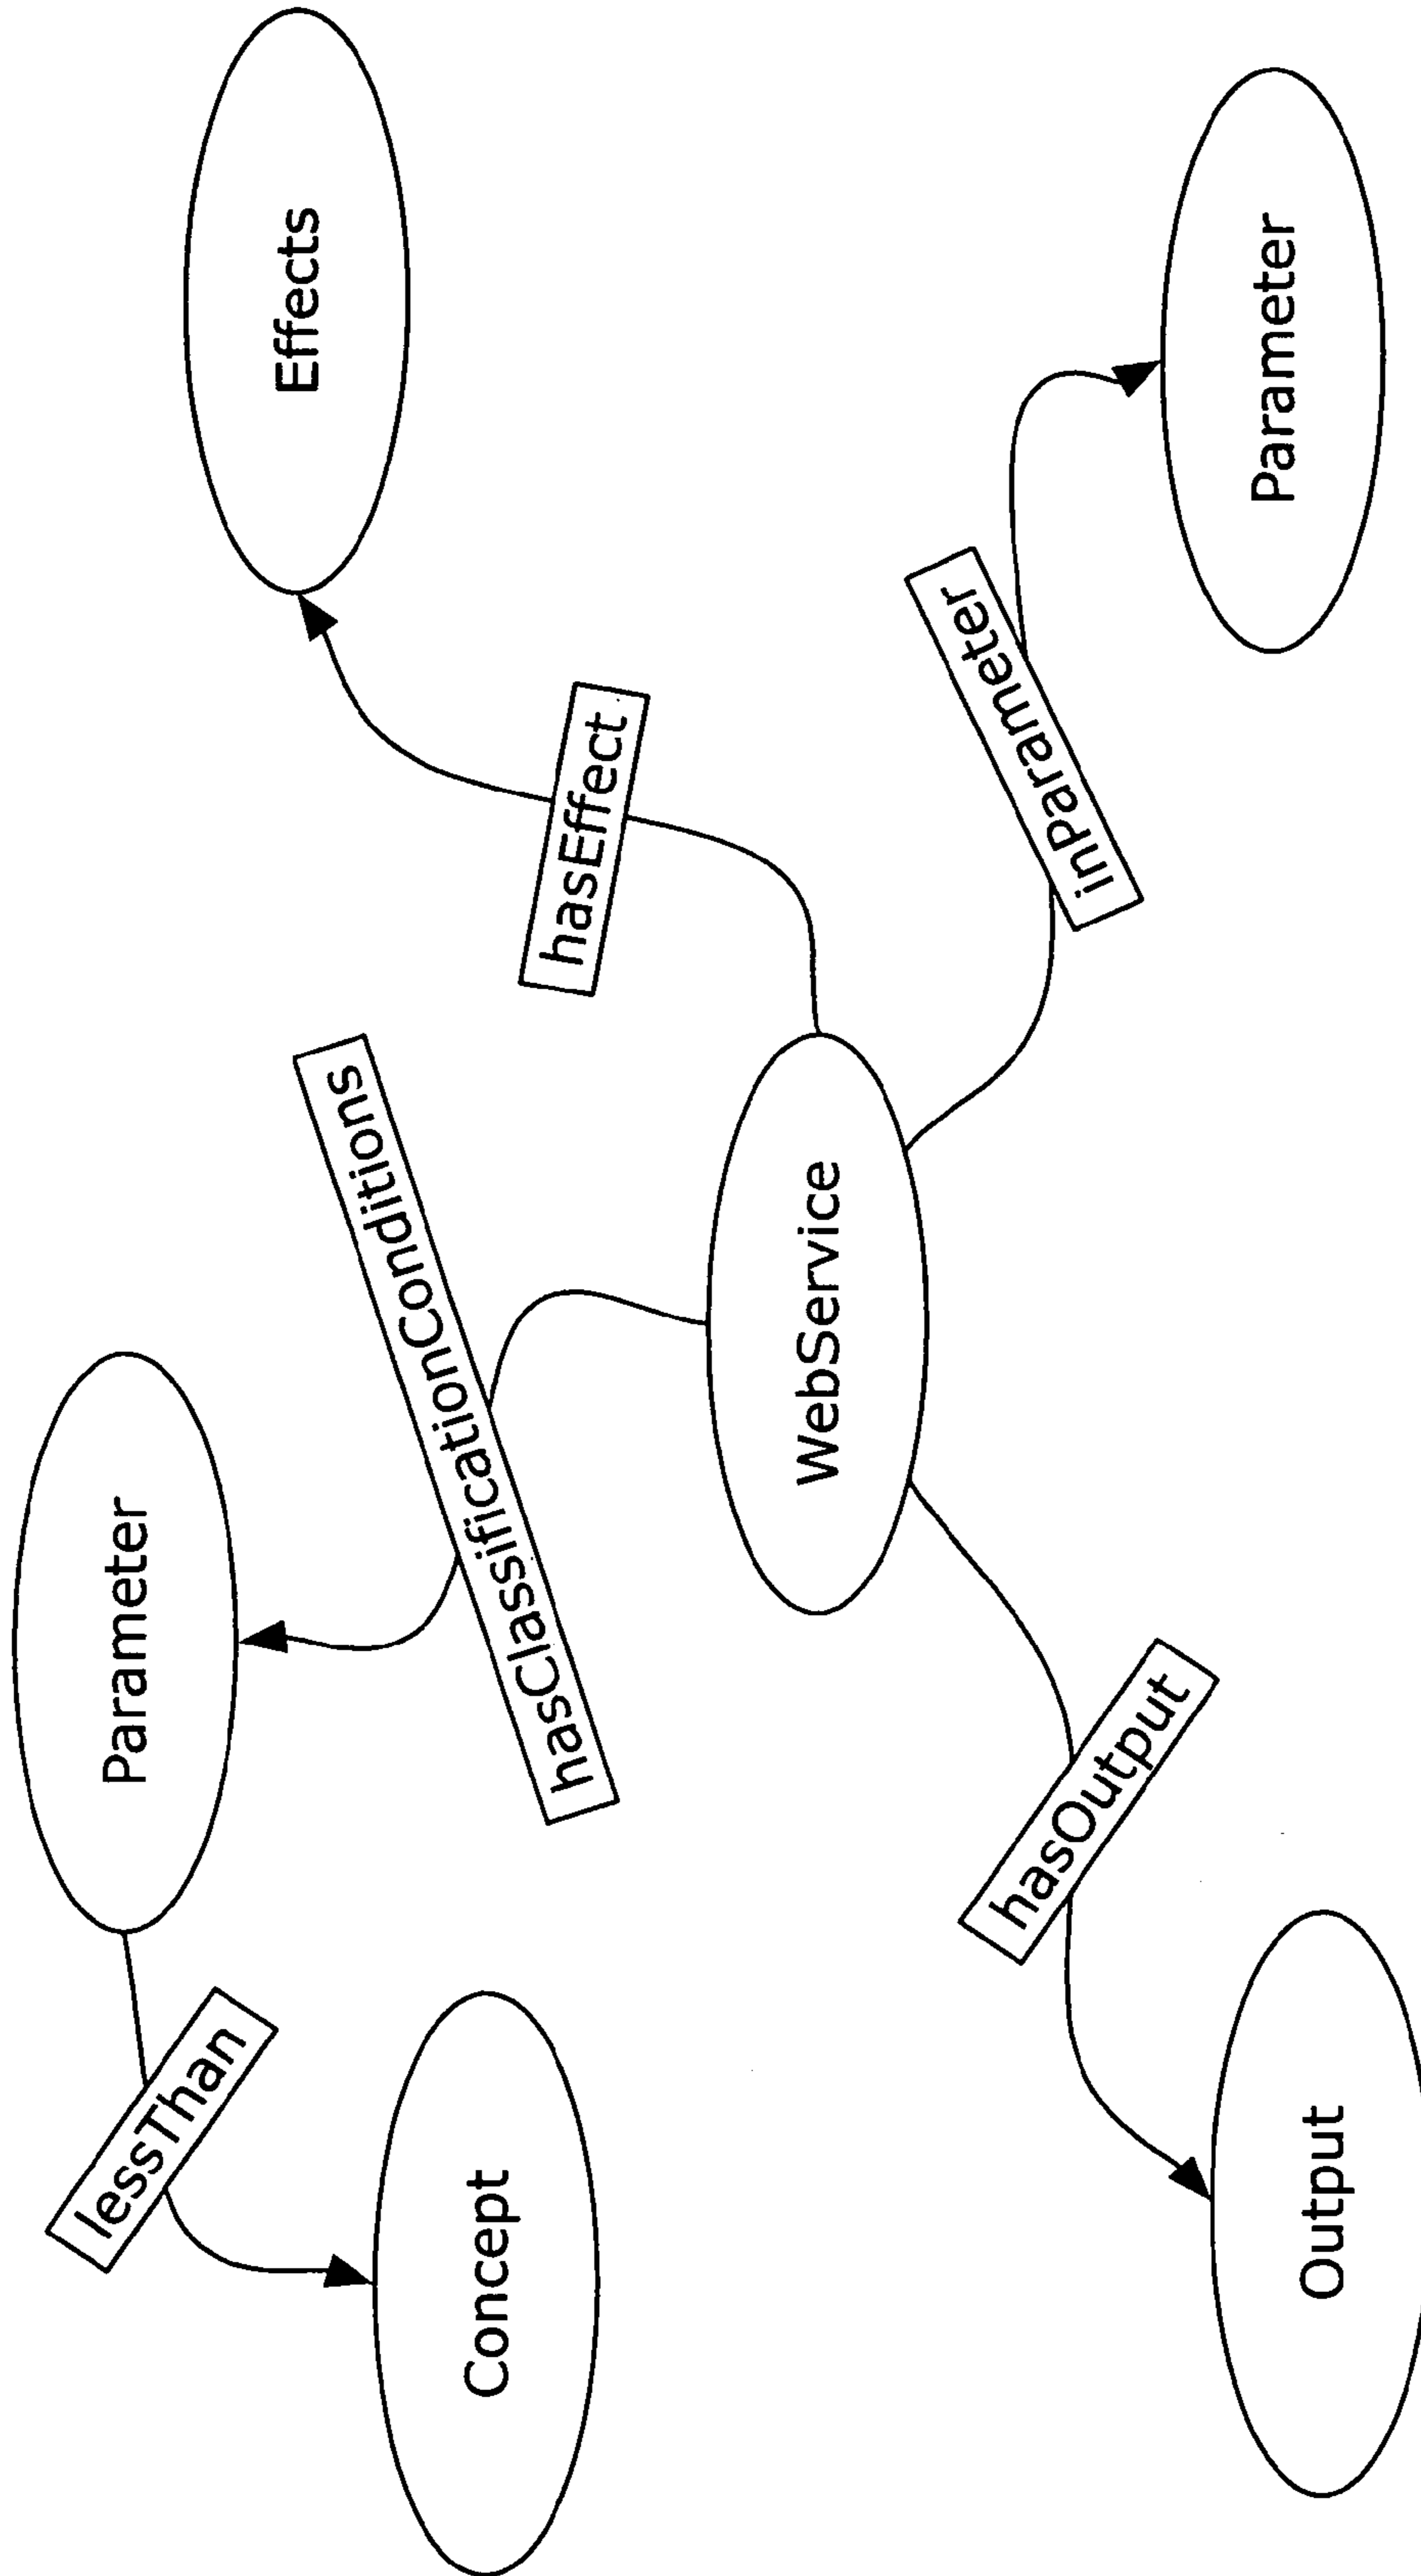 Parameter
lessThan
Effects
hasClassificationConditions
Concept
hasEffect
WebService
inParameter
hasOutput
Parameter
Output